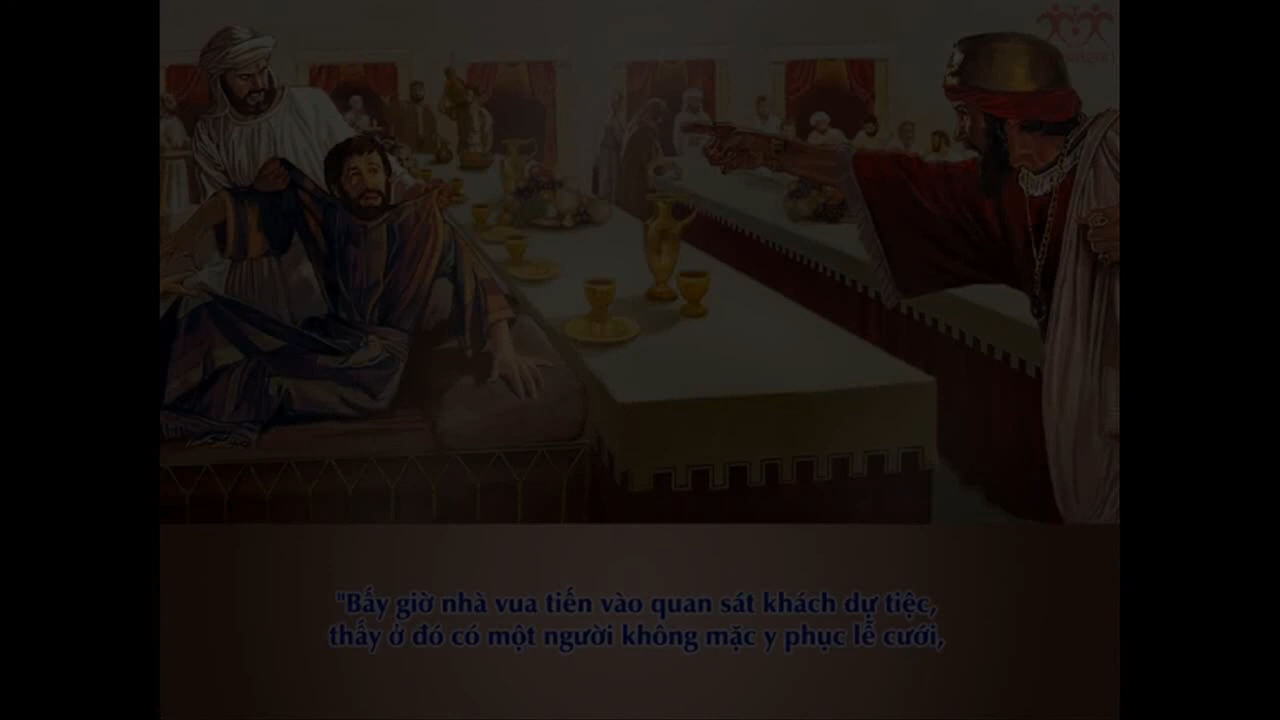 "Bấy giờ nhà vua tiến vào quan sát khách dự tiệc,
thấy ở đó có một người không mặc y phục lễ cưới,